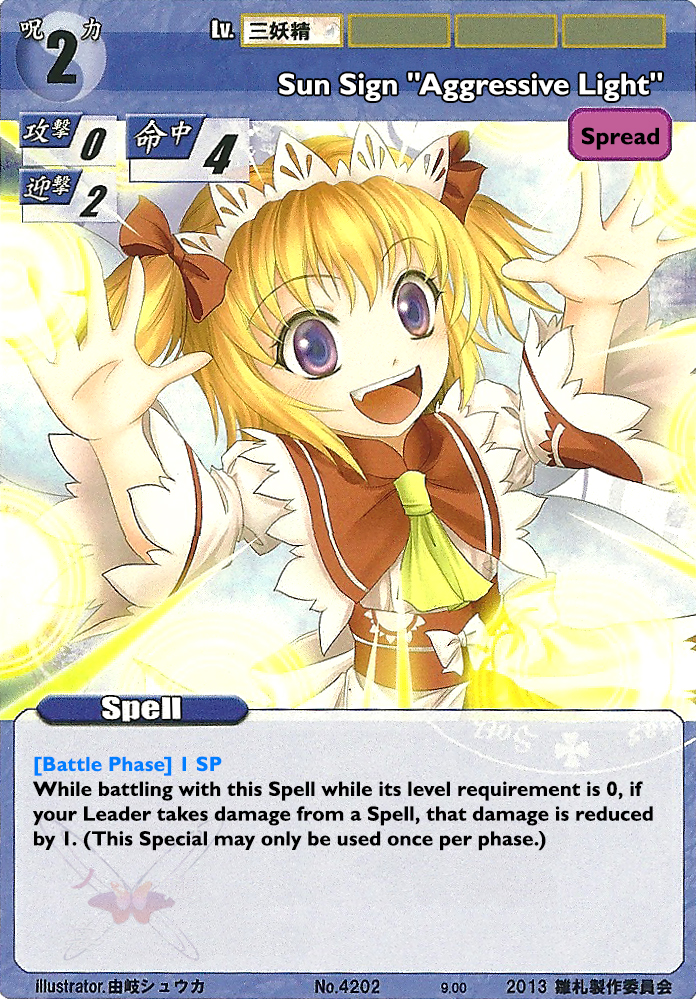 呪力 2
Lv. 三妖精
Sun Sign "Aggressive Light"
攻撃 0
命中 4
Spread
迎撃 2
Spell
[Battle Phase] 1 SP
While battling with this Spell while its level requirement is 0, if
your Leader takes damage from a Spell, that damage is reduced
by 1. (This Special may only be used once per phase.)
illustrator.由岐シュウカ No.4202 9.00 2013 雛札製作委員会